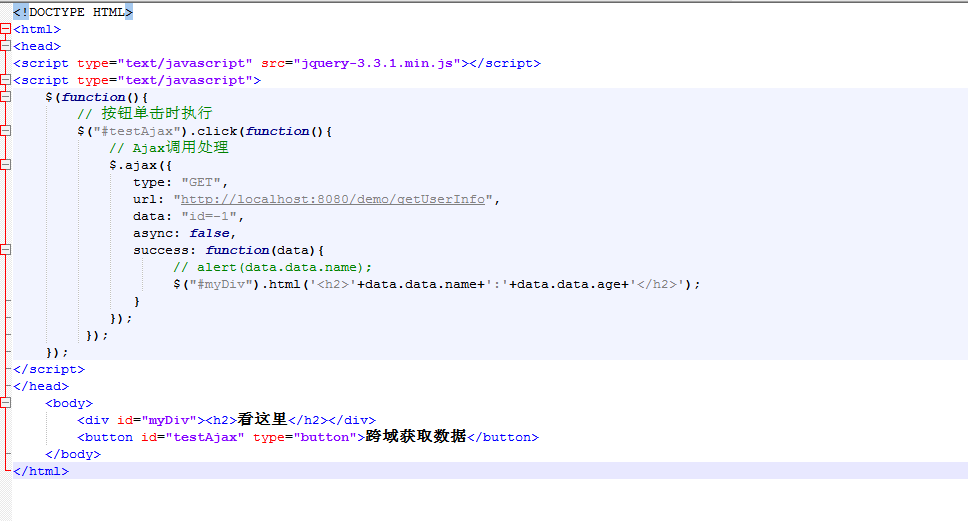 <!DOCTYPE HTML>
<html>
<head>
<script type="text/javascript" src="jquery-3.3.1.min.js"></script>
<script type="text/javascript">
    $(function(){
        // 按钮单击时执行
        $("#testAjax").click(function(){
            // Ajax调用处理
            $.ajax({
               type: "GET",
               url: "http://localhost:8080/demo/getUserInfo",
               data: "id=-1",
               async: false,
               success: function(data){
                    // alert(data.data.name);
                    $("#myDiv").html('<h2>'+data.data.name+':'+data.data.age+'</h2>');
               }
            });
         });
    });
</script>
</head>
    <body>
        <div id="myDiv"><h2>看这里</h2></div>
        <button id="testAjax" type="button">跨域获取数据</button>
    </body>
</html>